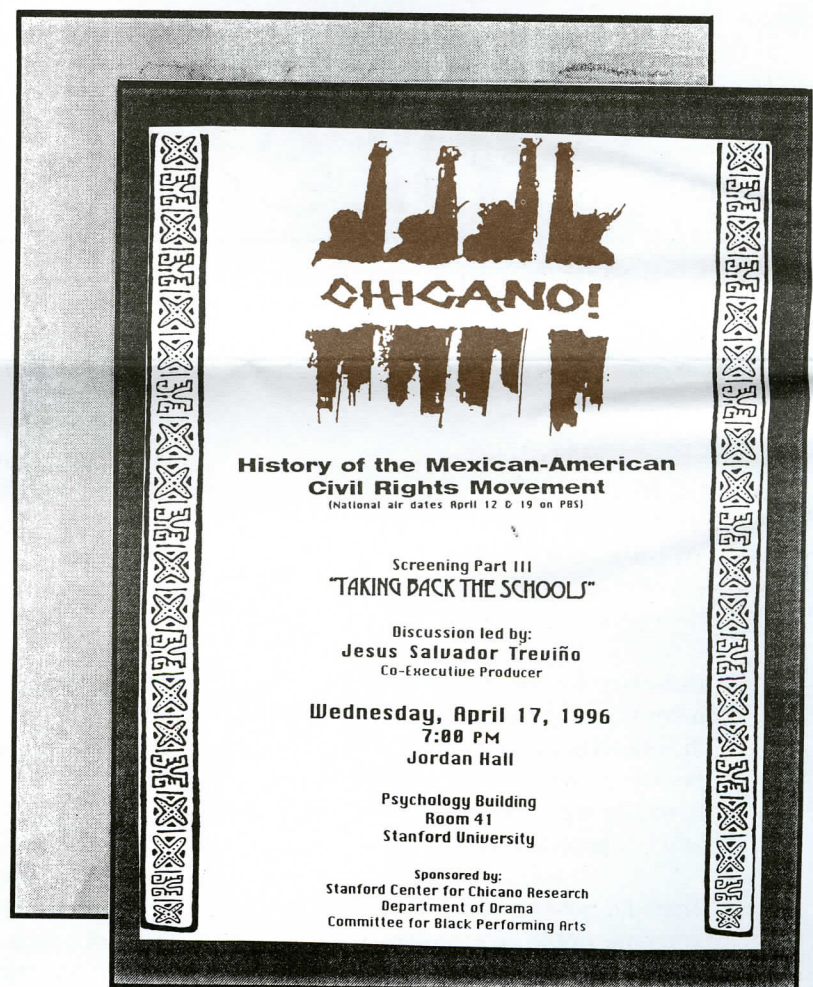 CHICANO!
History of the Mexican-American
Civil Rights Movement
(National air dates April 12 & 19 on PBS)
Screening Part III
"TAKING BACK THE SCHOOLS"
Discussion led by:
Jesus Salvador Treviño
Co-Executive Producer
Wednesday, April 17, 1996
7:00 PM
Jordan Hall
Psychology Building
Room 41
Stanford University
Sponsored by:
Stanford Center for Chicano Research
Department of Drama
Committee for Black Performing Arts